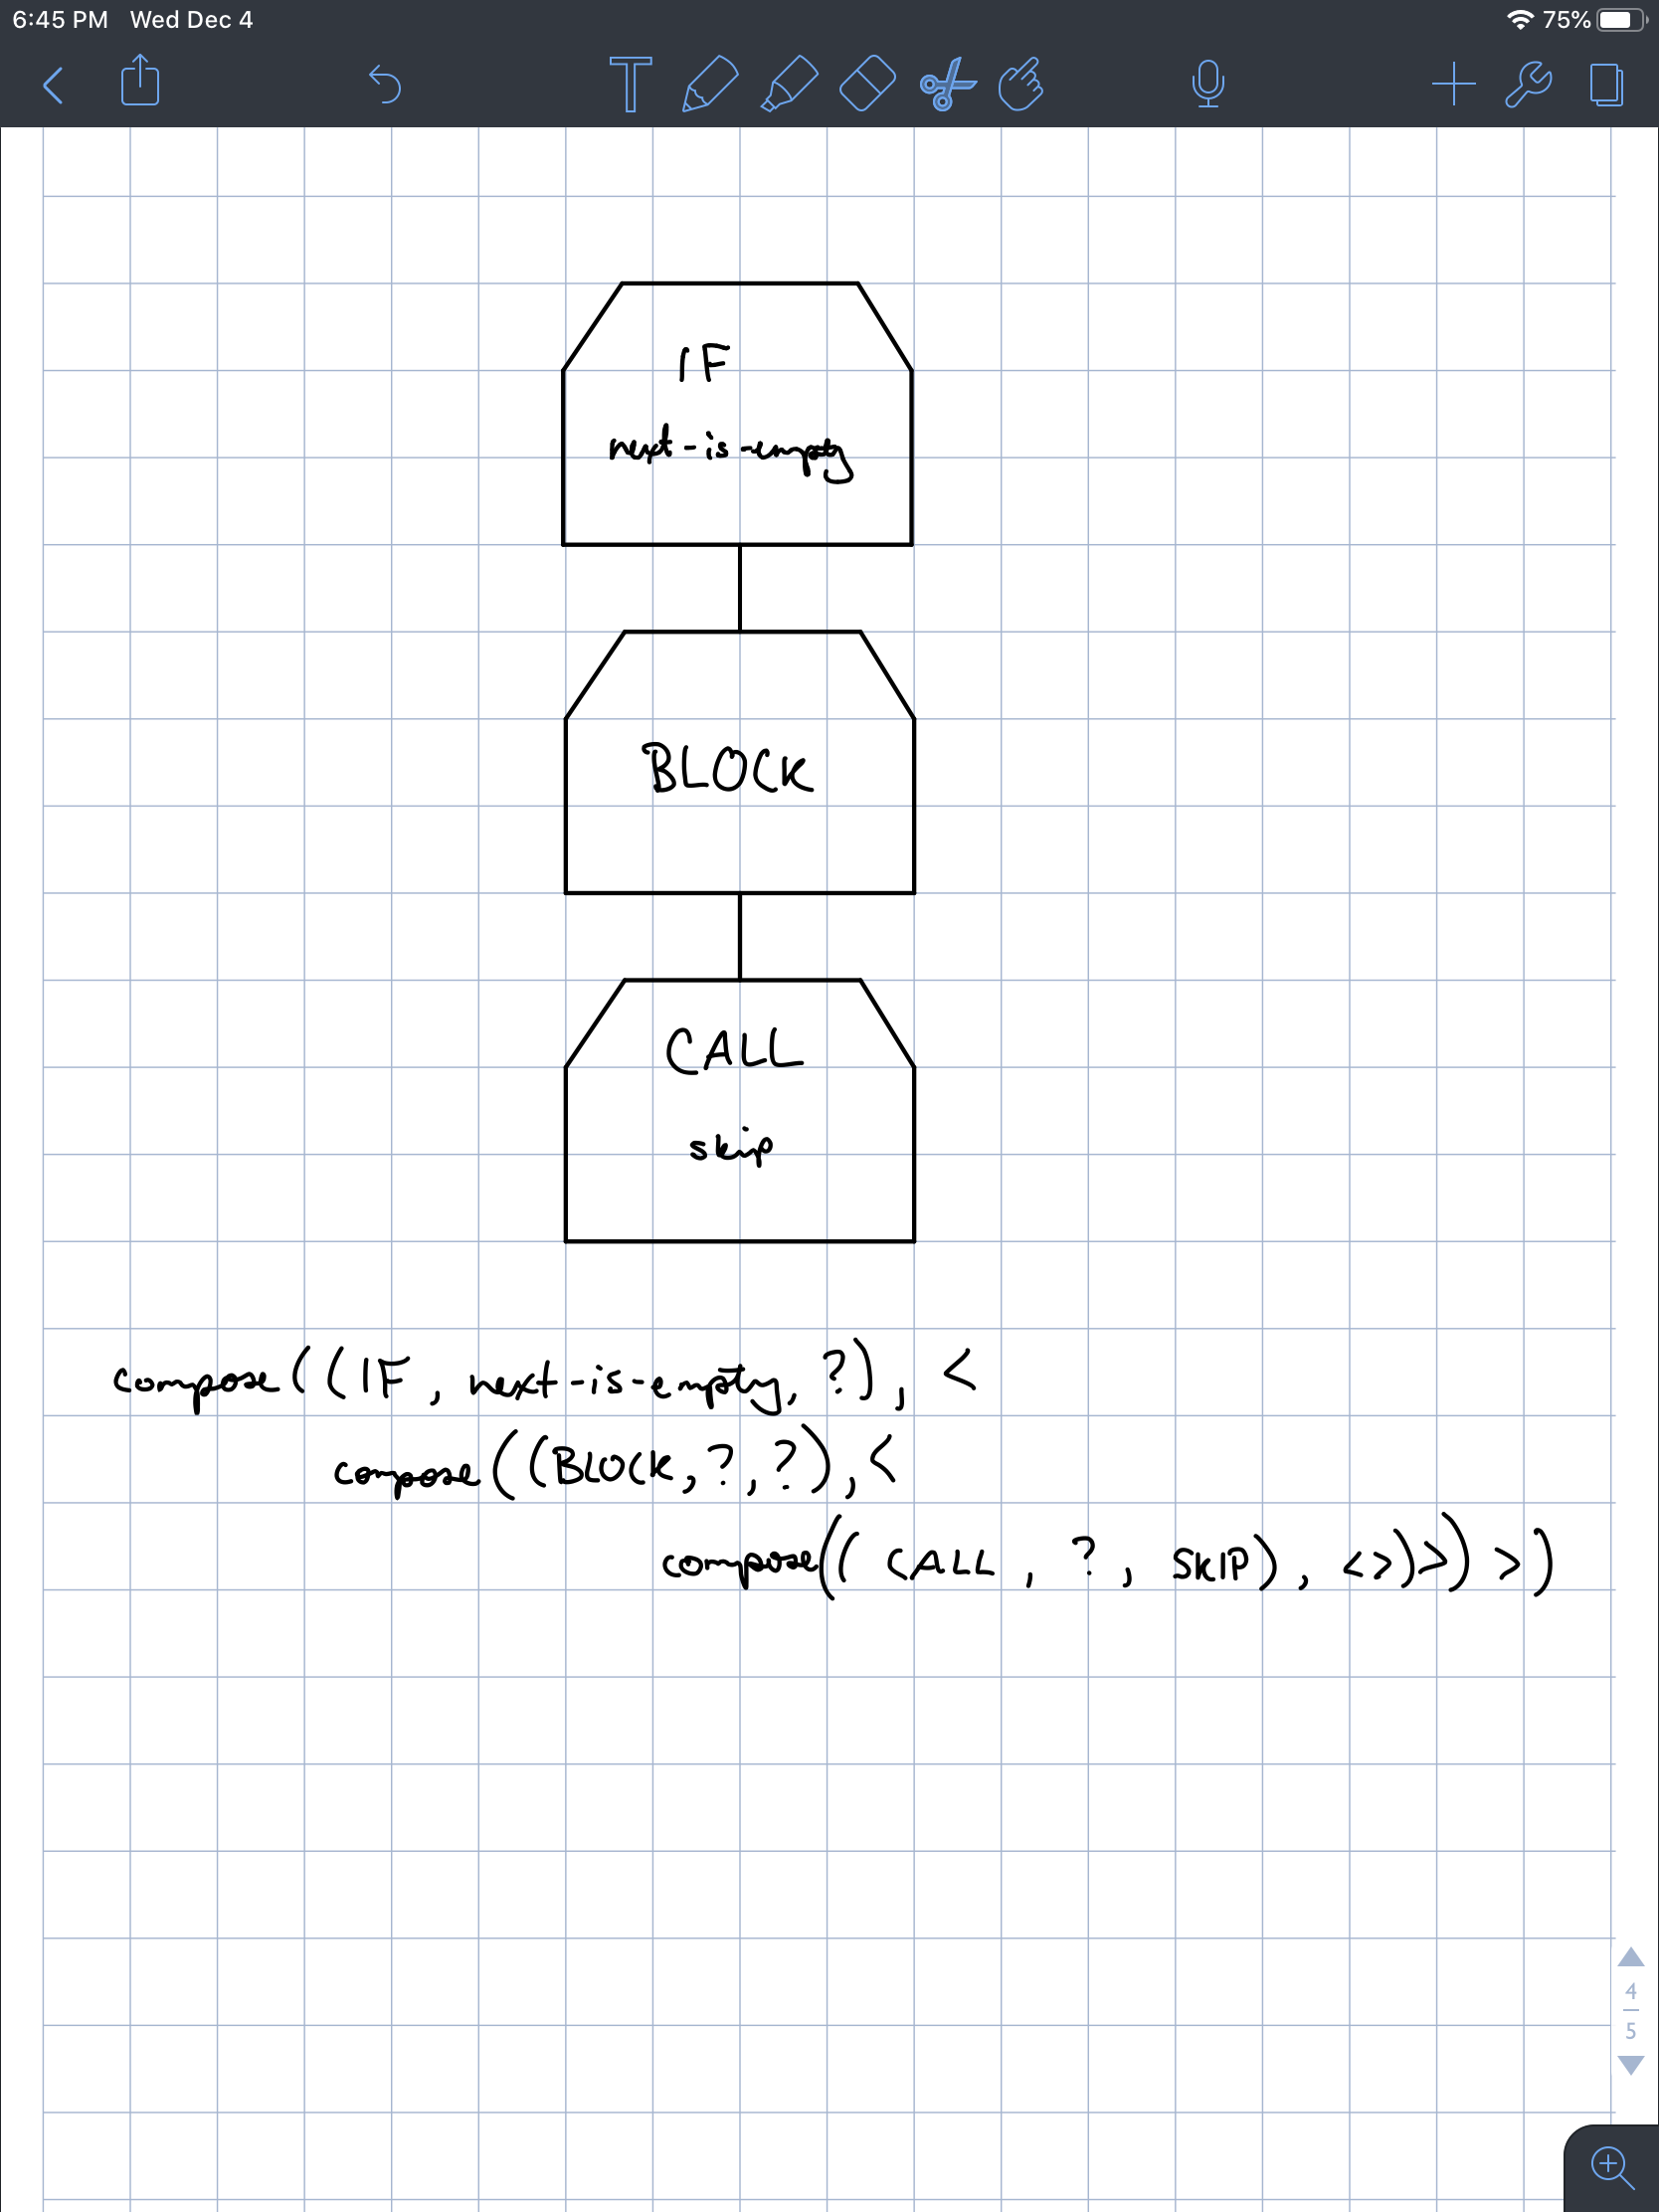 6:45 PM Wed Dec 4 75%
T
IF
next-is-empty
BLOCK
CALL
skip
compose((IF, next-is-empty, ?), <
compose((BLOCK, ?, ?), <
compose((CALL, ?, SKIP), <>)>)>)
4
5